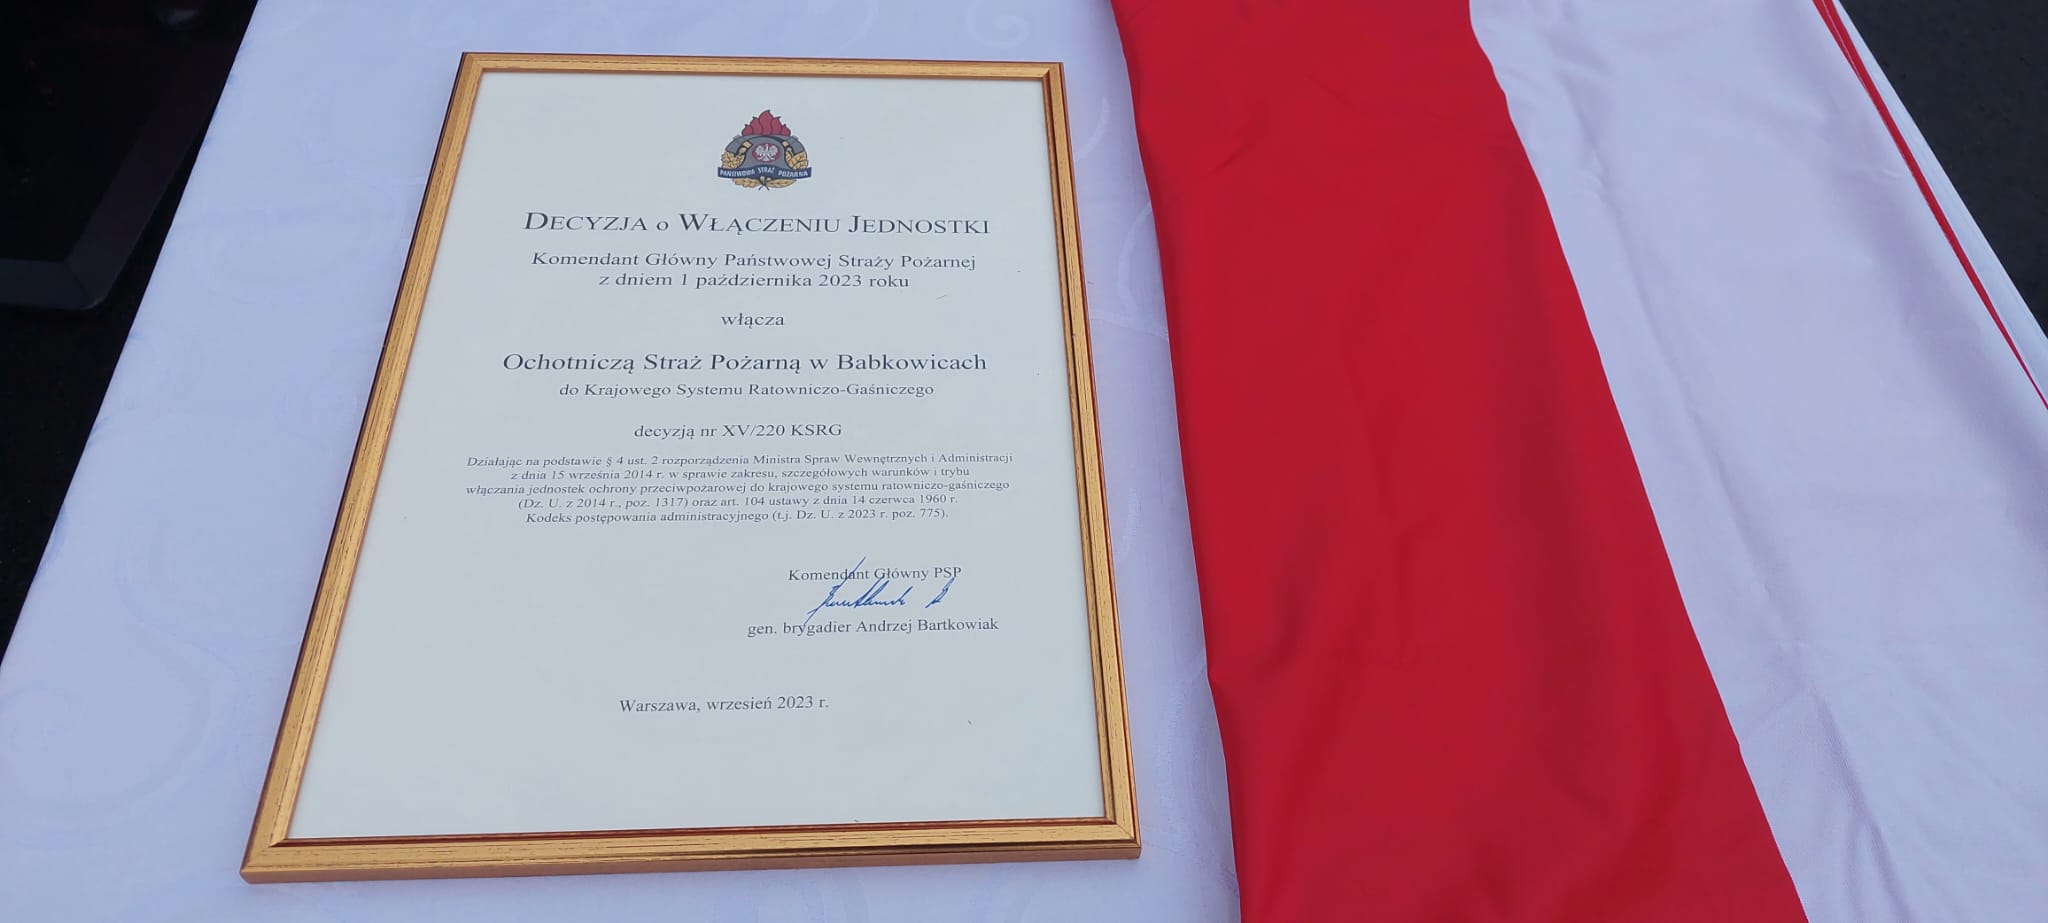 PAŃSTWOWA STRAŻ POŻARNA
DECYZJA O WŁĄCZENIU JEDNOSTKI
Komendant Główny Państwowej Straży Pożarnej
z dniem 1 października 2023 roku
włącza
Ochotniczą Straż Pożarną w Babkowicach
do Krajowego Systemu Ratowniczo-Gaśniczego
decyzją nr XV/220 KSRG
Działając na podstawie § 4 ust. 2 rozporządzenia Ministra Spraw Wewnętrznych i Administracji
z dnia 15 września 2014 r. w sprawie zakresu, szczegółowych warunków i trybu
włączania jednostek ochrony przeciwpożarowej do krajowego systemu ratowniczo-gaśniczego
(Dz. U. z 2014 r., poz. 1317) oraz art. 104 ustawy z dnia 14 czerwca 1960 r.
Kodeks postępowania administracyjnego (t.j. Dz. U. z 2023 r. poz. 775).
Komendant Główny PSP
gen. brygadier Andrzej Bartkowiak
Warszawa, wrzesień 2023 r.